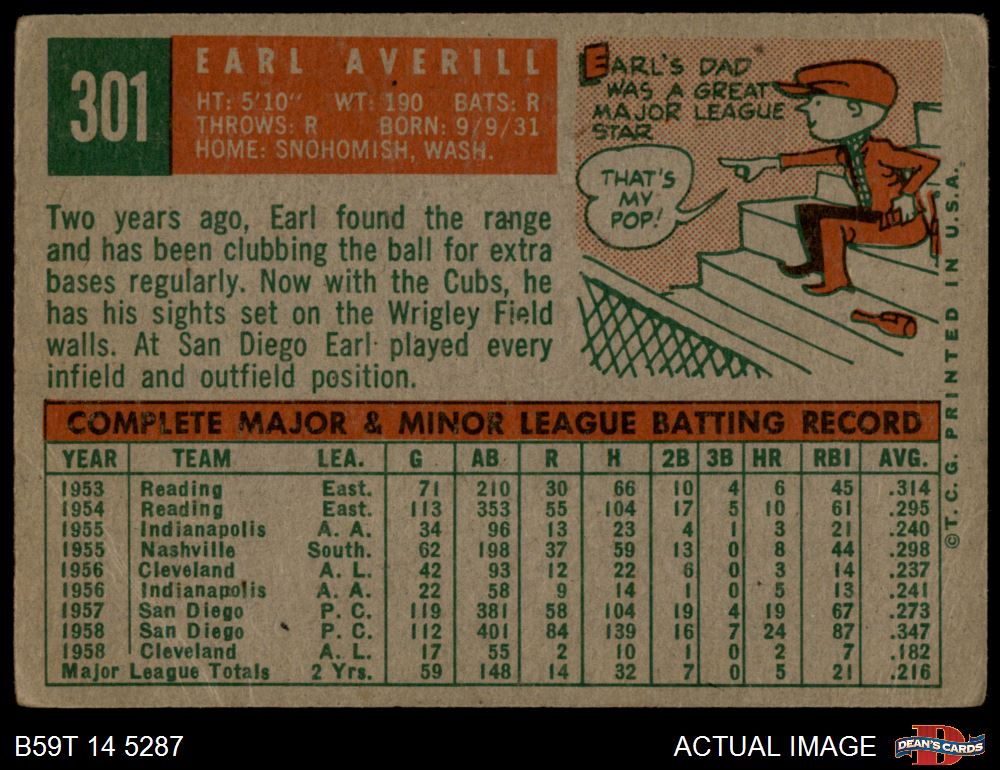 301
EARL AVERILL
HT: 5'10" WT: 190 BATS: R
THROWS: R BORN: 9/9/31
HOME: SNOHOMISH, WASH.
EARL'S DAD
WAS A GREAT
MAJOR LEAGUE
STAR
THAT'S
MY
POP!
Two years ago, Earl found the range
and has been clubbing the ball for extra
bases regularly. Now with the Cubs, he
has his sights set on the Wrigley Field
walls. At San Diego Earl played every
infield and outfield position.
©T.C.G. PRINTED IN U.S.A.
COMPLETE MAJOR & MINOR LEAGUE BATTING RECORD
YEAR TEAM LEA. G AB R H 2B 3B HR RBI AVG.
1953 Reading East. 71 210 30 66 10 4 6 45 .314
1954 Reading East. 113 353 55 104 17 5 10 61 .295
1955 Indianapolis A. A. 34 96 13 23 4 1 3 21 .240
1955 Nashville South. 62 198 37 59 13 0 8 44 .298
1956 Cleveland A. L. 42 93 12 22 6 0 3 14 .237
1956 Indianapolis A. A. 22 58 9 14 1 0 5 13 .241
1957 San Diego P. C. 119 381 58 104 19 4 19 67 .273
1958 San Diego P. C. 112 401 84 139 16 7 24 87 .347
1958 Cleveland A. L. 17 55 2 10 1 0 2 7 .182
Major League Totals 2 Yrs. 59 148 14 32 7 0 5 21 .216
B59T 14 5287
ACTUAL IMAGE
DEAN'S CARDS